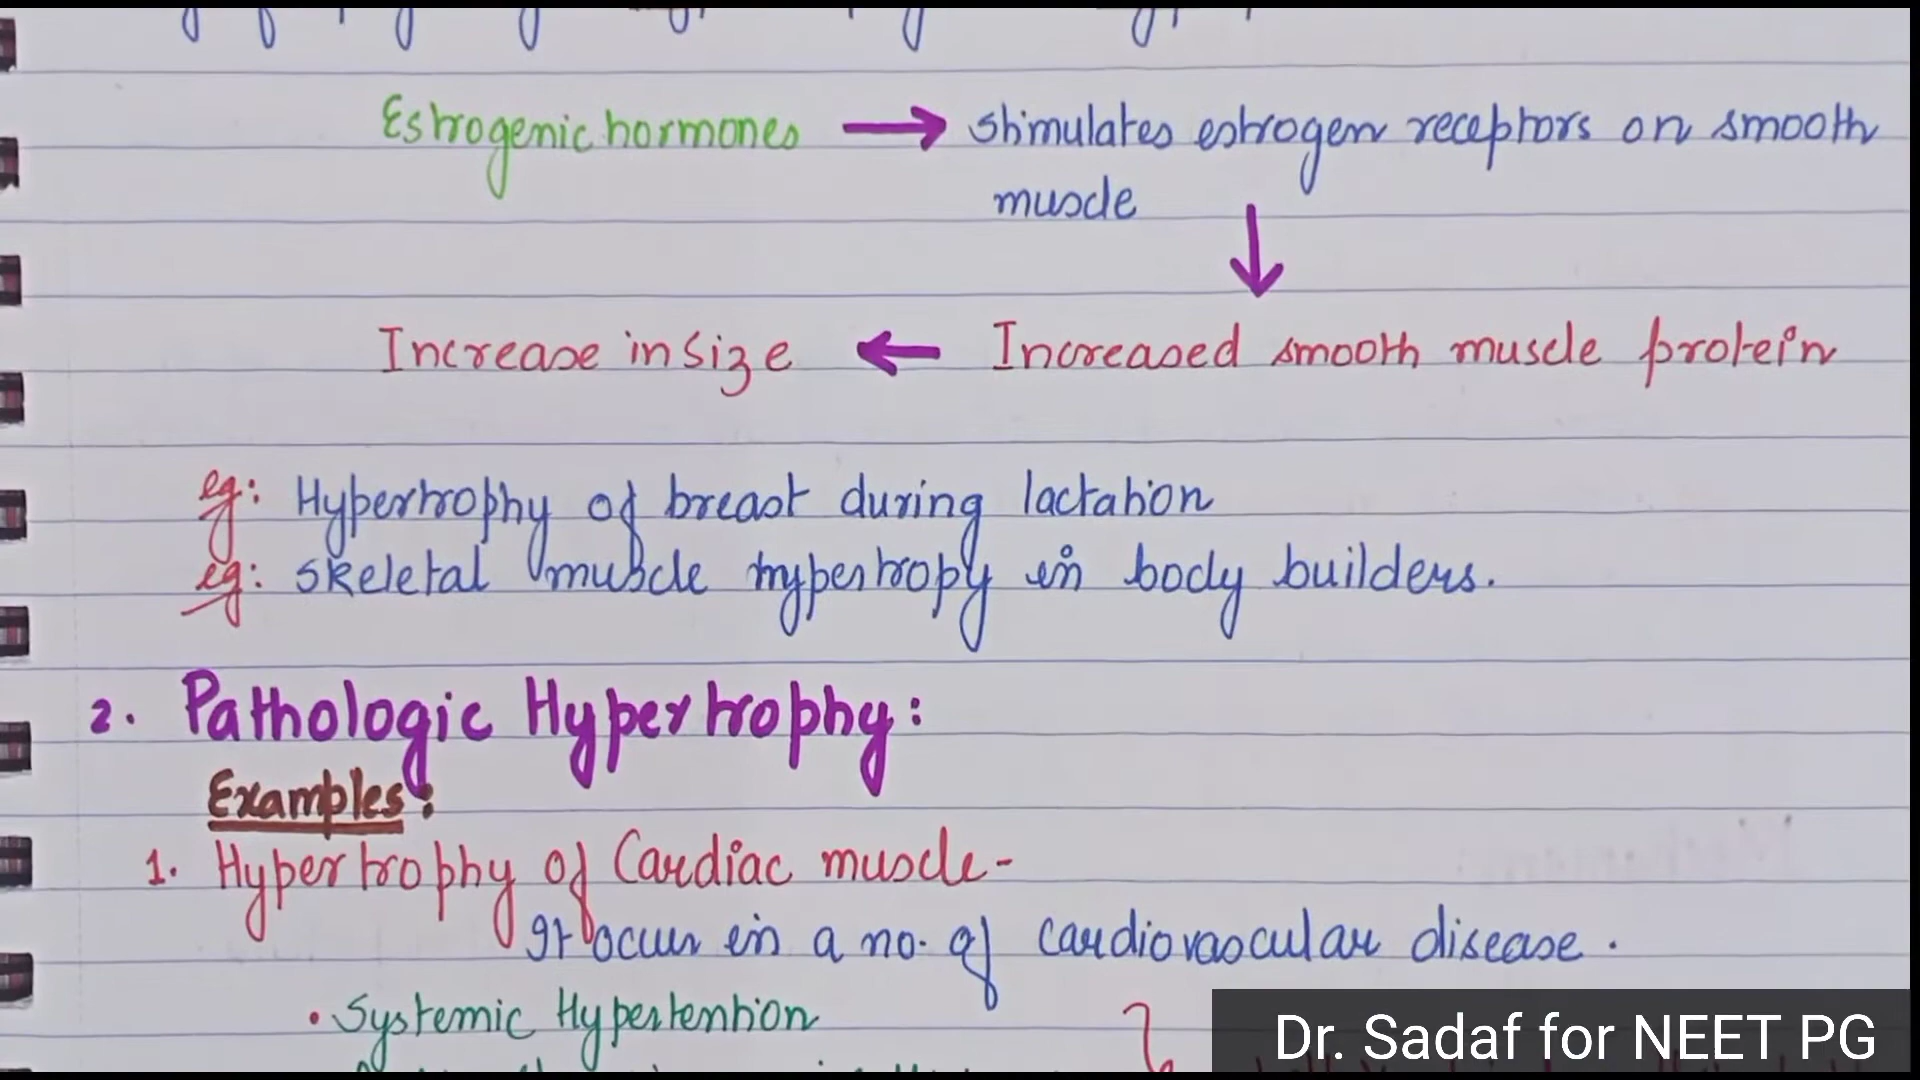 Estrogenic hormones → stimulates estrogen receptors on smooth
muscle
↓
Increase in size ← Increased smooth muscle protein
eg: Hypertrophy of breast during lactation
eg: skeletal muscle hypertropy in body builders.
2. Pathologic Hypertrophy:
Examples:
1. Hypertrophy of Cardiac muscle-
It occur in a no. of cardiovascular disease.
• Systemic Hypertention
Dr. Sadaf for NEET PG